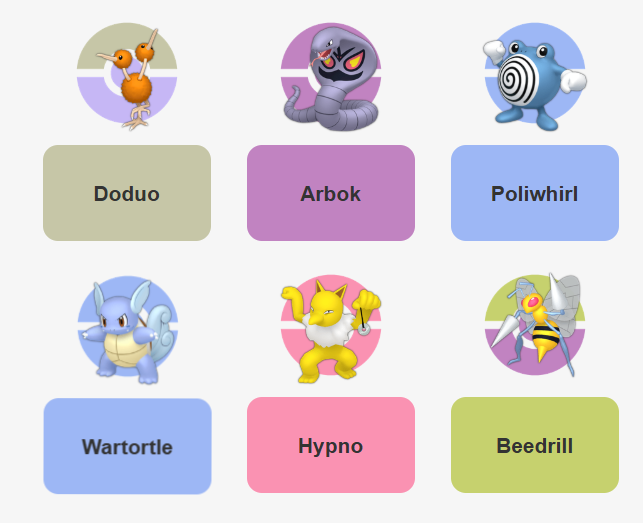 Doduo
Arbok
Poliwhirl
Wartortle
Hypno
Beedrill